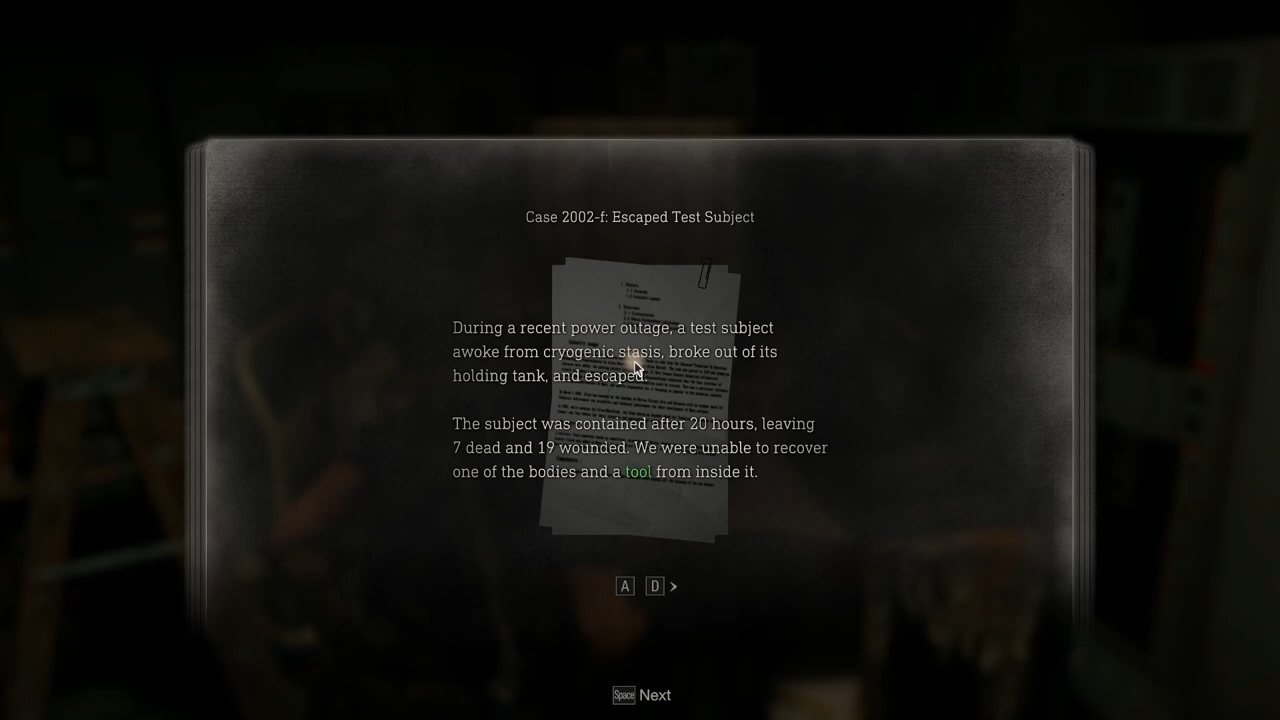 Case 2002-f: Escaped Test Subject
During a recent power outage, a test subject
awoke from cryogenic stasis, broke out of its
holding tank, and escaped.
The subject was contained after 20 hours, leaving
7 dead and 19 wounded. We were unable to recover
one of the bodies and a tool from inside it.
A D >
Space Next